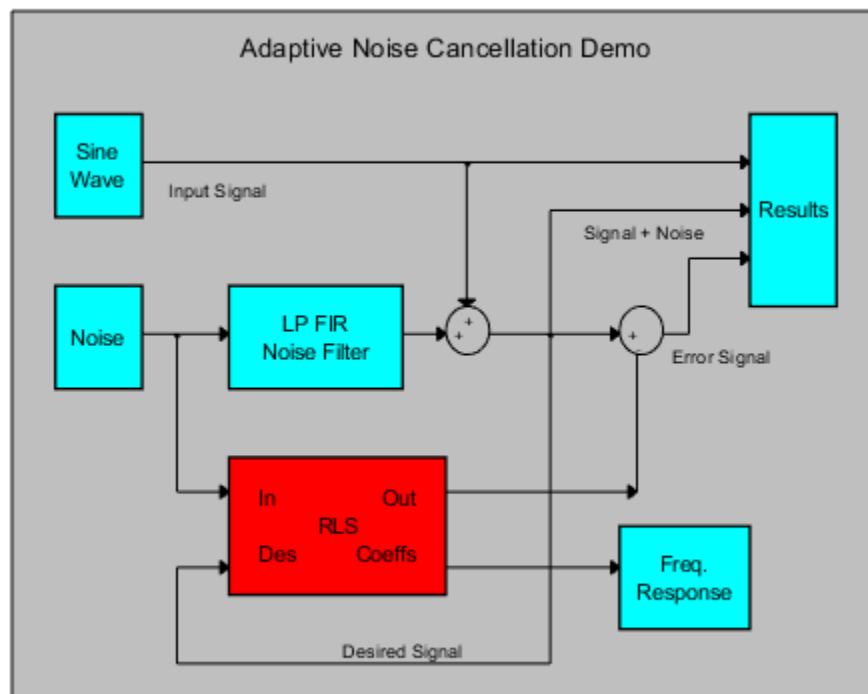 Adaptive Noise Cancellation Demo
Sine
Wave
Input Signal
Results
Signal + Noise
Noise
LP FIR
Noise Filter
+
+
+
-
Error Signal
In
Out
RLS
Des
Coeffs
Freq.
Response
Desired Signal